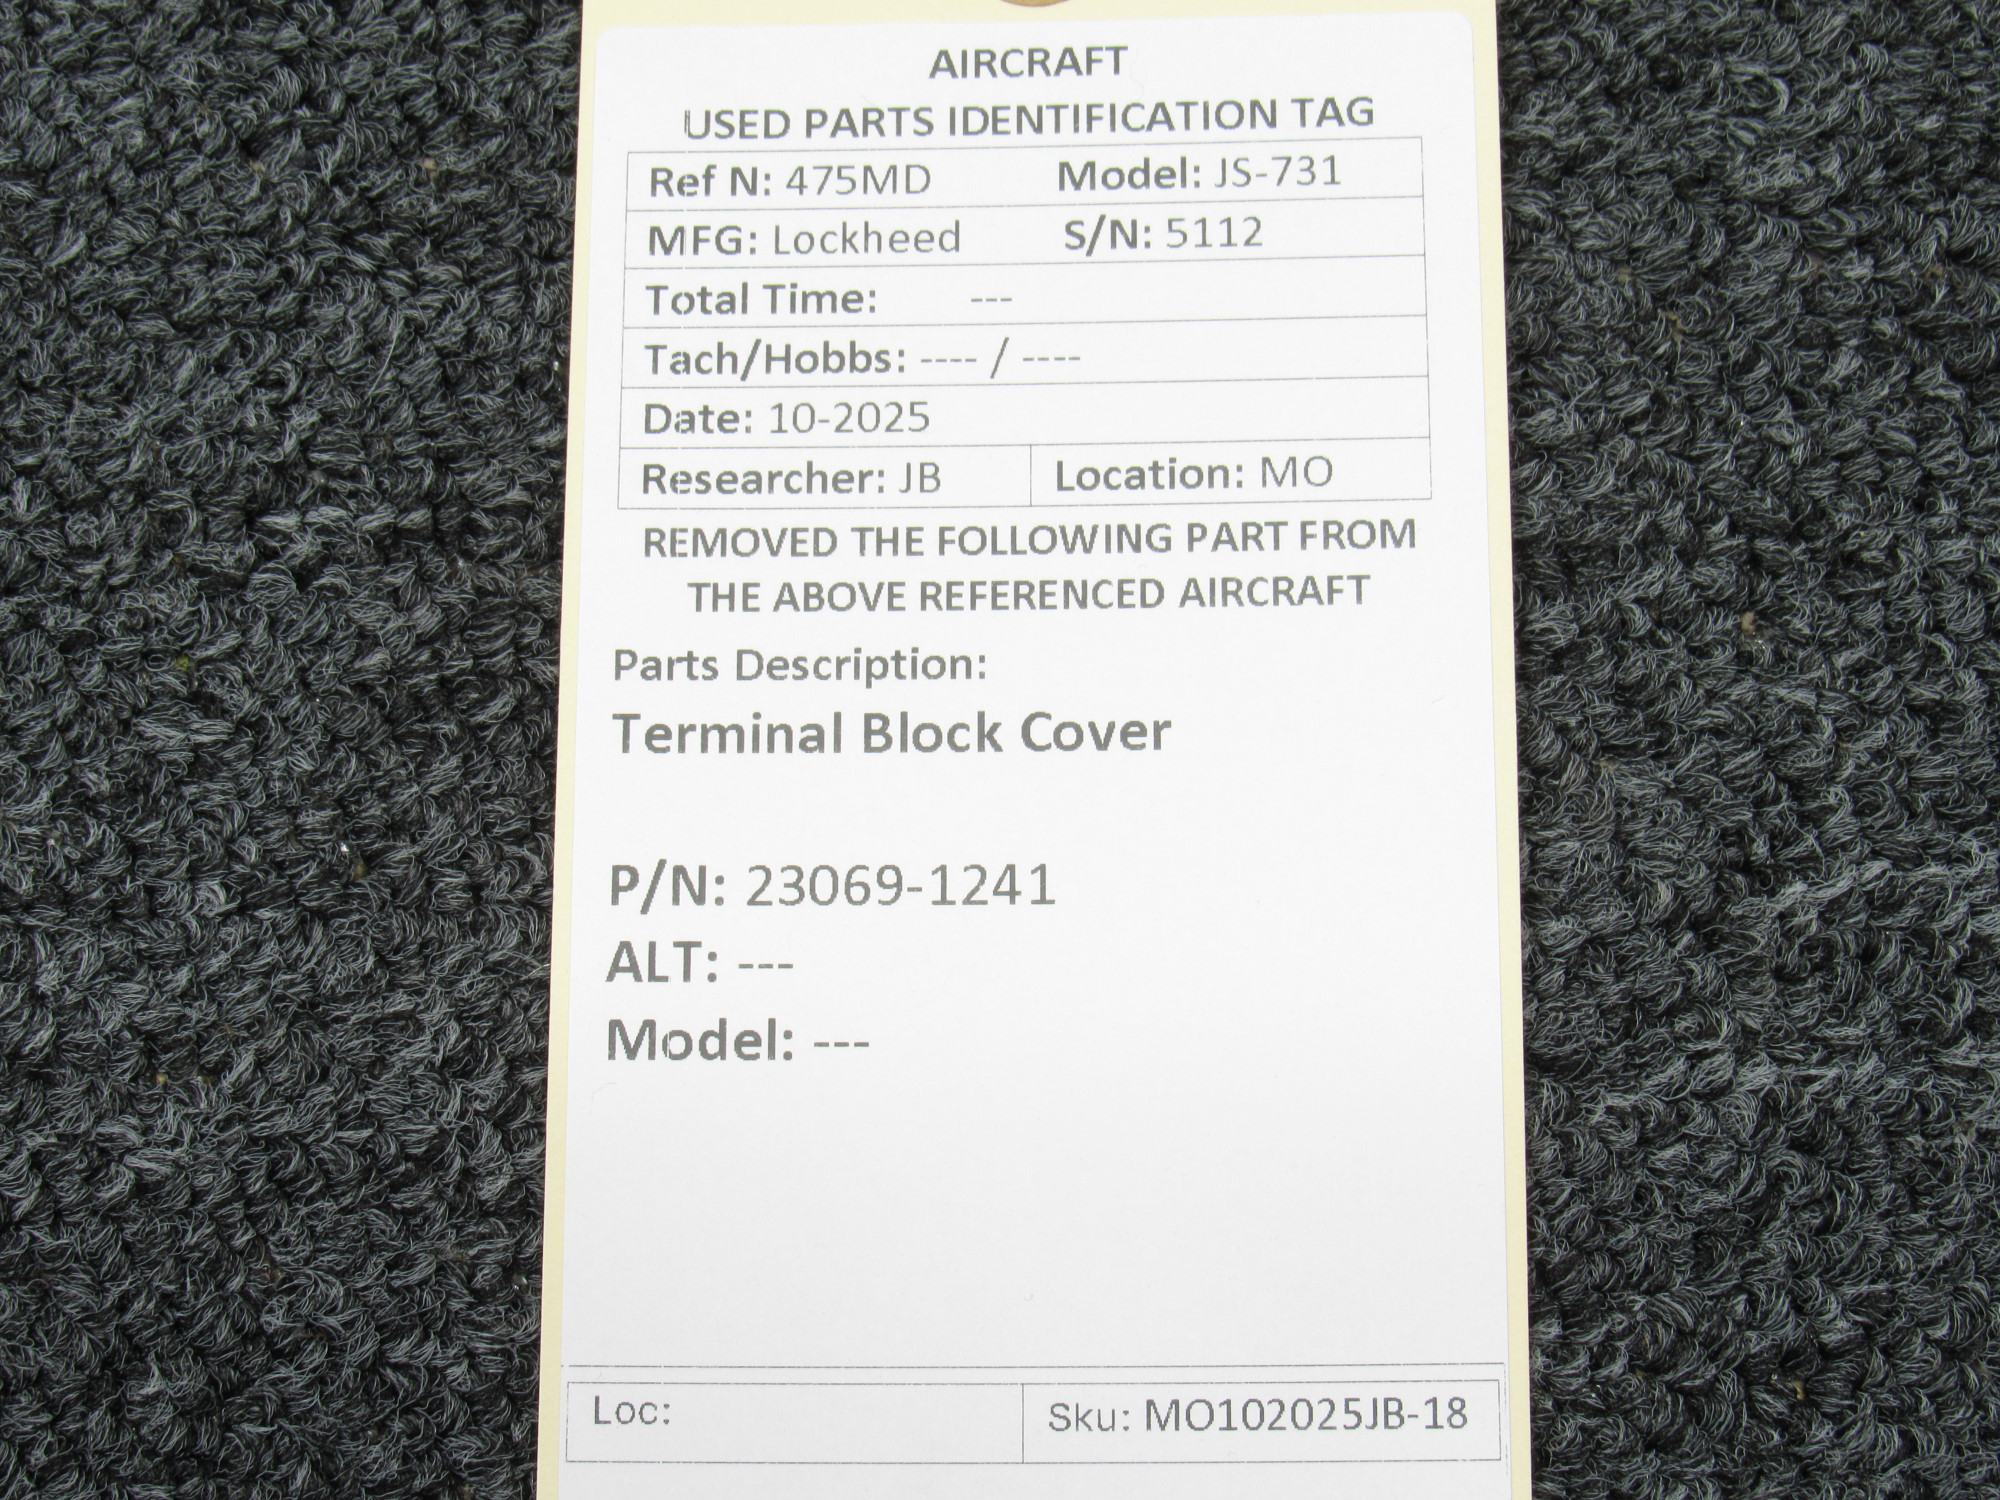 AIRCRAFT
USED PARTS IDENTIFICATION TAG
Ref N: 475MD Model: JS-731
MFG: Lockheed S/N: 5112
Total Time: ---
Tach/Hobbs: ---- / ----
Date: 10-2025
Researcher: JB Location: MO
REMOVED THE FOLLOWING PART FROM
THE ABOVE REFERENCED AIRCRAFT
Parts Description:
Terminal Block Cover
P/N: 23069-1241
ALT: ---
Model: ---
Loc: Sku: MO102025JB-18